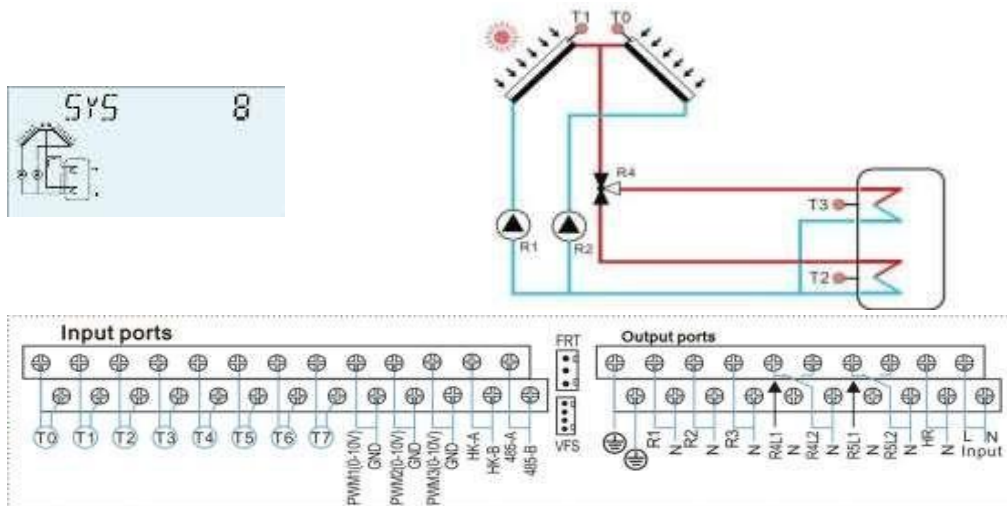 SYS 8
T1 T0
R4
T3
R1 R2
T2
Input ports
FRT
Output ports
T0 T1 T2 T3 T4 T5 T6 T7
PWM1(0-10V)
GND
PWM2(0-10V)
GND
PWM3(0-10V)
GND
HK-A
HK-B
485-A
485-B
VFS
R1
N
R2
N
R3
N
R4L1
N
R4L2
N
R5L1
N
R5L2
N
HR
N
L N
Input